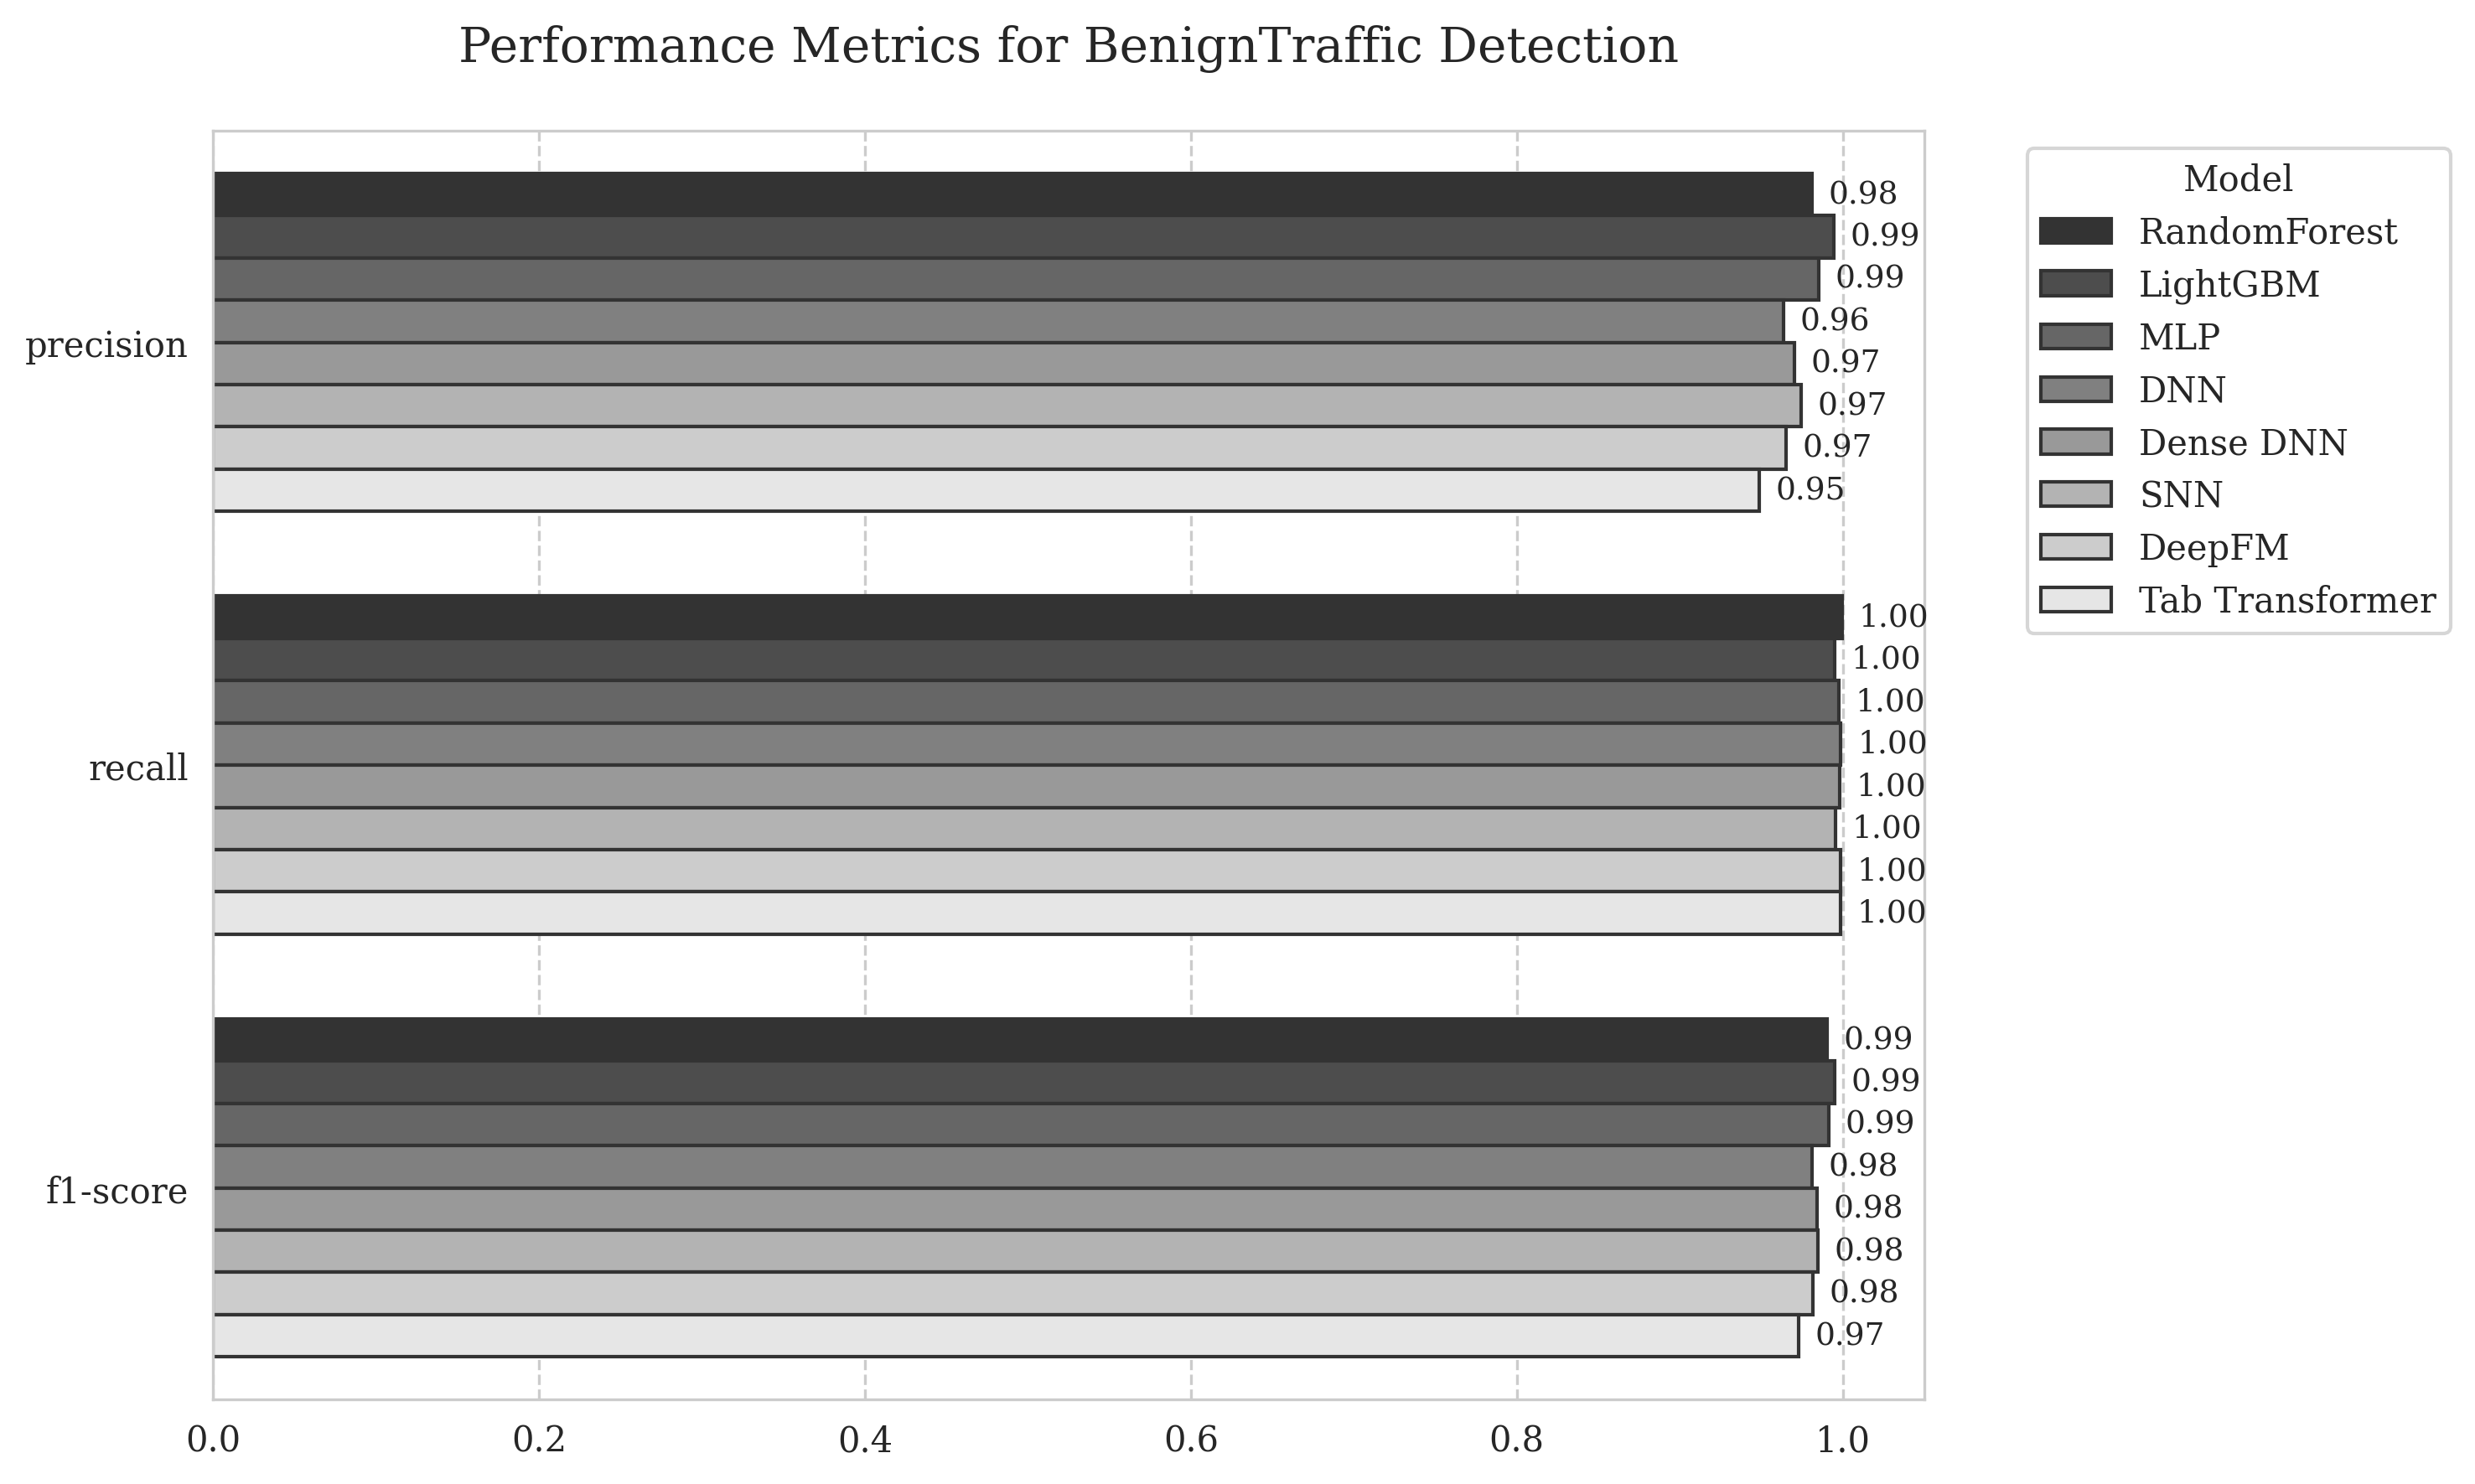 Performance Metrics for BenignTraffic Detection
precision
0.98
0.99
0.99
0.96
0.97
0.97
0.97
0.95
recall
1.00
1.00
1.00
1.00
1.00
1.00
1.00
1.00
f1-score
0.99
0.99
0.99
0.98
0.98
0.98
0.98
0.97
0.0 0.2 0.4 0.6 0.8 1.0
Model
RandomForest
LightGBM
MLP
DNN
Dense DNN
SNN
DeepFM
Tab Transformer